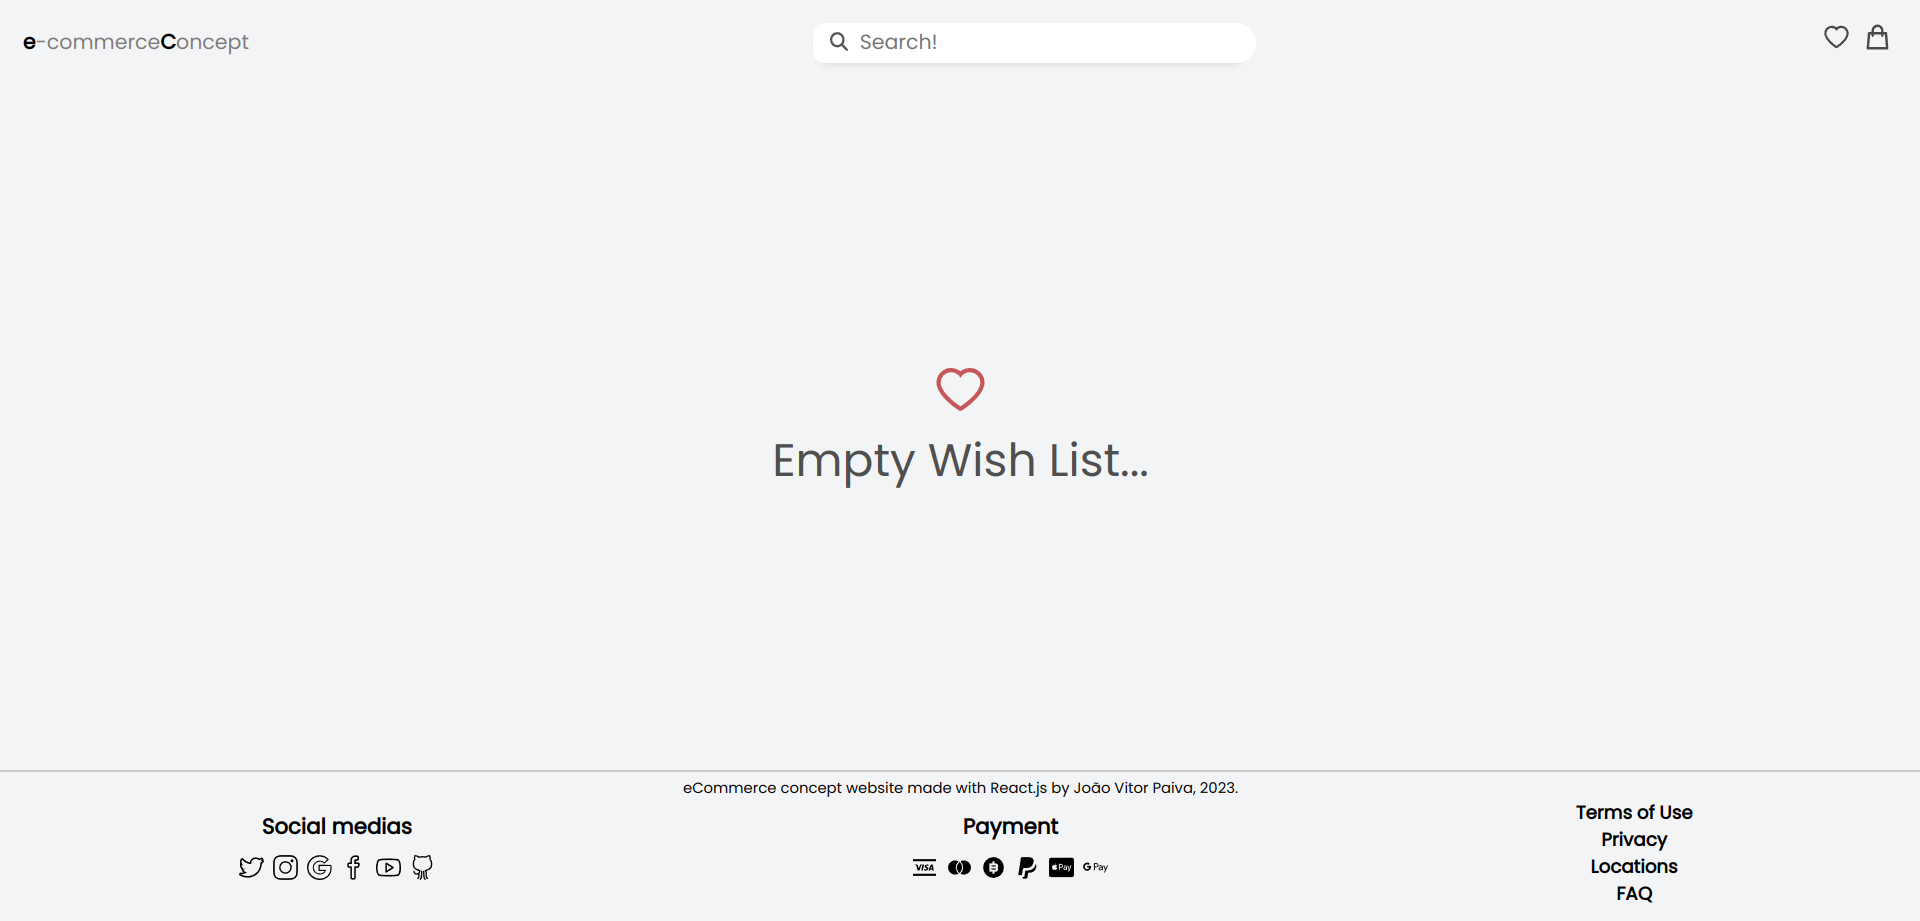 e-commerceConcept
Search!
Empty Wish List...
eCommerce concept website made with React.js by João Vitor Paiva, 2023.
Social medias
Payment
VISA
Pay
G Pay
Terms of Use
Privacy
Locations
FAQ